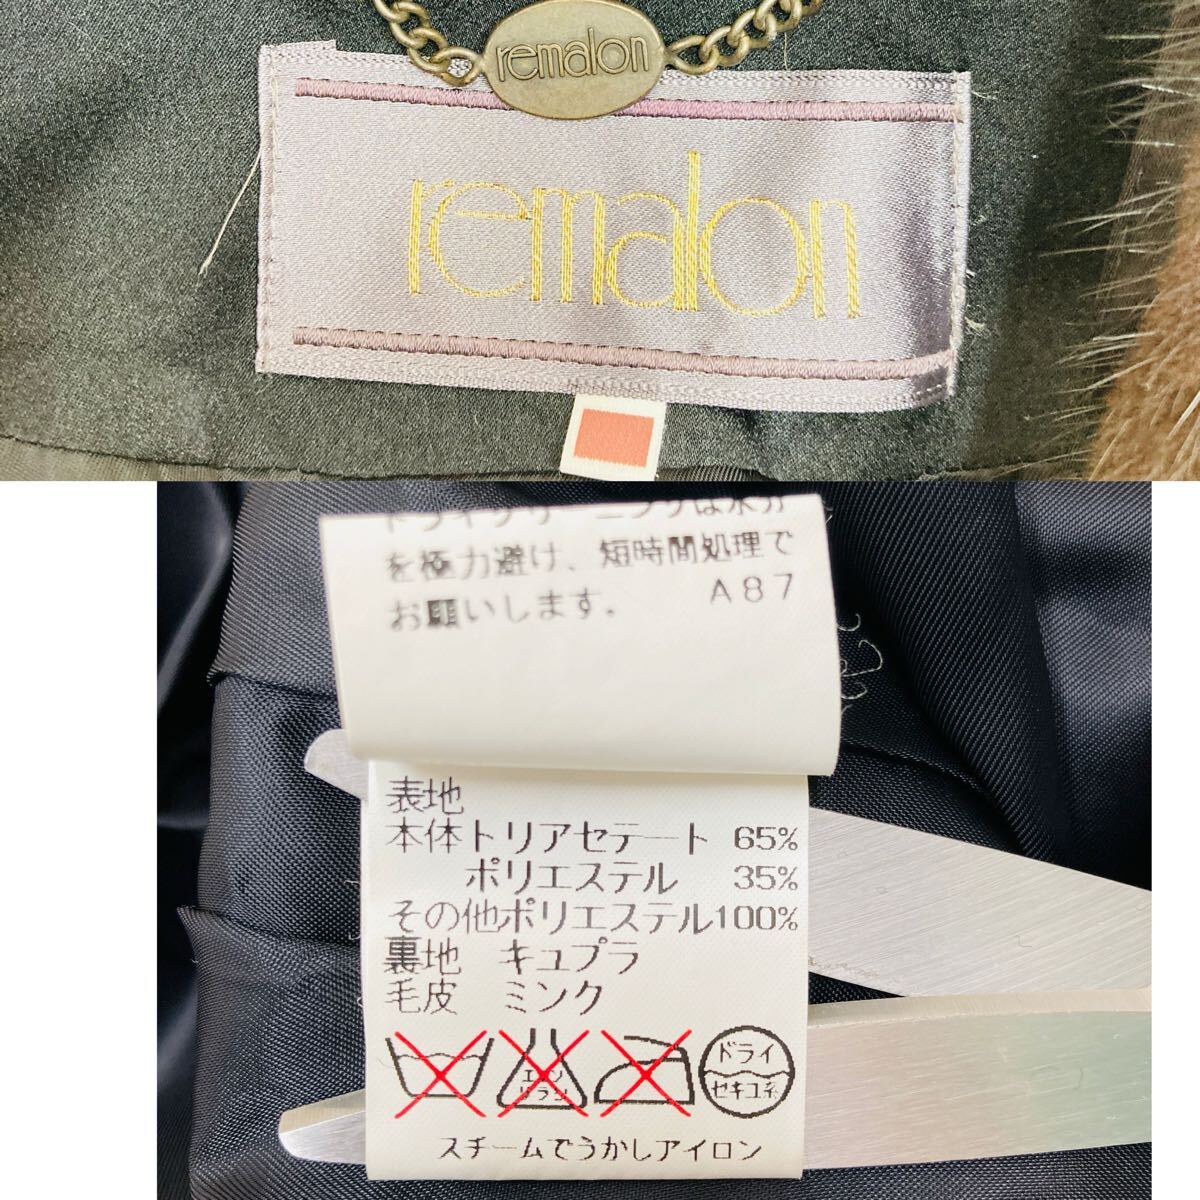 remalon
remalon
ドライクリーニングは水分
を極力避け、短時間処理で
お願いします。 A87
表地
本体トリアセテート 65%
ポリエステル 35%
その他ポリエステル100%
裏地 キュプラ
毛皮 ミンク
エンソ
サラシ
ドライ
セキユ系
スチームでうかしアイロン